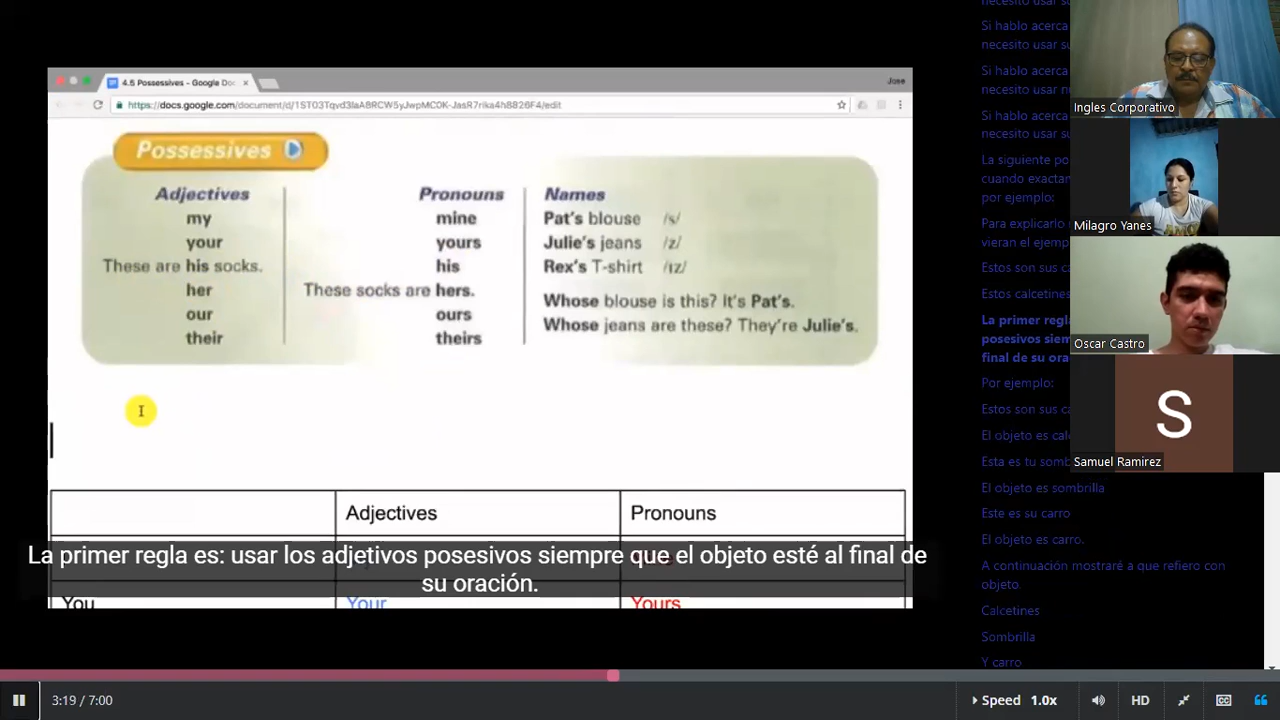 4.5 Possessives - Google Doc
Jose
https://docs.google.com/document/d/1ST03Tqvd3laA8RCW5yJwpMC0K-JasR7rika4h8826F4/edit
Possessives
Adjectives
my
your
These are his socks.
her
our
their
Pronouns
mine
yours
his
These socks are hers.
ours
theirs
Names
Pat's blouse /s/
Julie's jeans /z/
Rex's T-shirt /ɪz/
Whose blouse is this? It's Pat's.
Whose jeans are these? They're Julie's.
Adjectives Pronouns
You Your Yours
La primer regla es: usar los adjetivos posesivos siempre que el objeto esté al final de
su oración.
3:19 / 7:00
Speed 1.0x
HD
CC
necesito usar
Si hablo acerca
necesito usar
Si hablo acerca
necesito usar
Si hablo acerca
necesito usar
La siguiente
cuando exactam
por ejemplo:
Para explicarlo
vieran el ejemp
Estos son sus
Estos calcetine
La primer regla
posesivos siem
final de su
Por ejemplo:
Estos son sus
El objeto es
Esta es tu
El objeto es sombrilla
Este es su carro
El objeto es carro.
A continuación mostraré a que refiero con
objeto.
Calcetines
Sombrilla
Y carro
Ingles Corporativo
Milagro Yanes
Oscar Castro
S
Samuel Ramirez